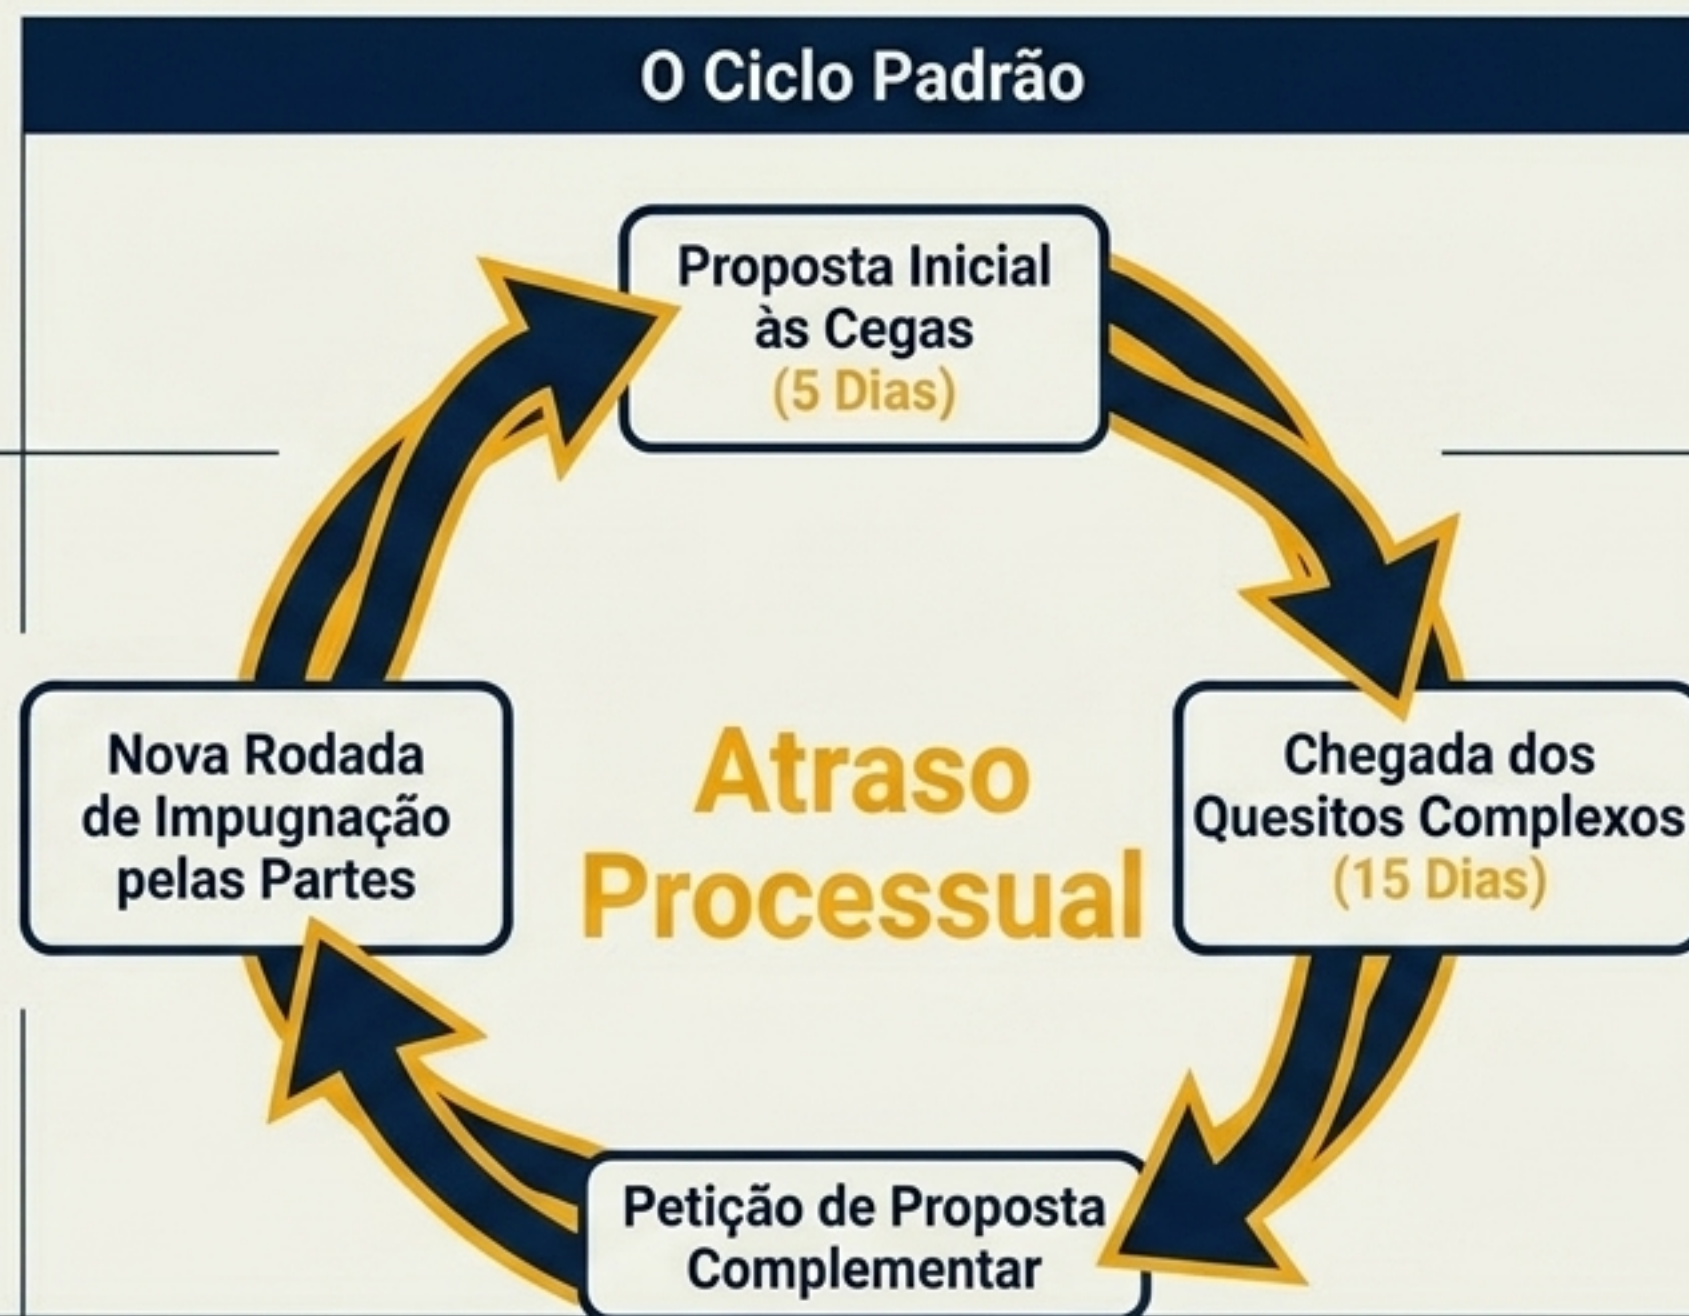 O Ciclo Padrão
Proposta Inicial
às Cegas
(5 Dias)
Chegada dos
Quesitos Complexos
(15 Dias)
Petição de Proposta
Complementar
Nova Rodada
de Impugnação
pelas Partes
Atraso
Processual